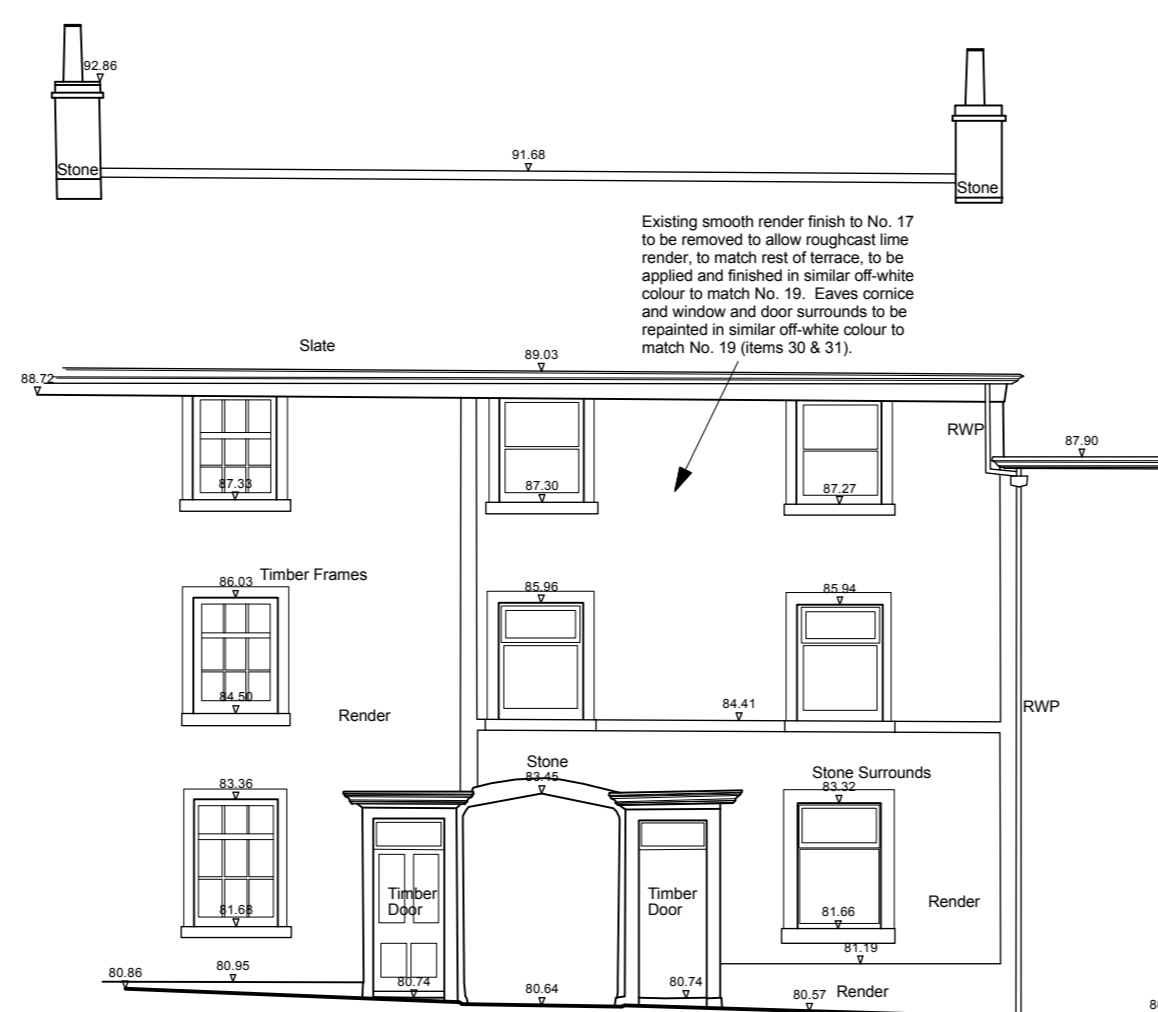 92.86
91.68
Stone
Stone
Existing smooth render finish to No. 17
to be removed to allow roughcast lime
render, to match rest of terrace, to be
applied and finished in similar off-white
colour to match No. 19. Eaves cornice
and window and door surrounds to be
repainted in similar off-white colour to
match No. 19 (items 30 & 31).
Slate
89.03
88.72
RWP
87.90
87.33
87.30
87.27
Timber Frames
86.03
85.96
85.94
84.50
Render
84.41
RWP
Stone
83.45
Stone Surrounds
83.36
83.32
Timber
Door
Timber
Door
Render
81.68
81.66
81.19
80.86
80.95
80.74
80.64
80.74
80.57
Render